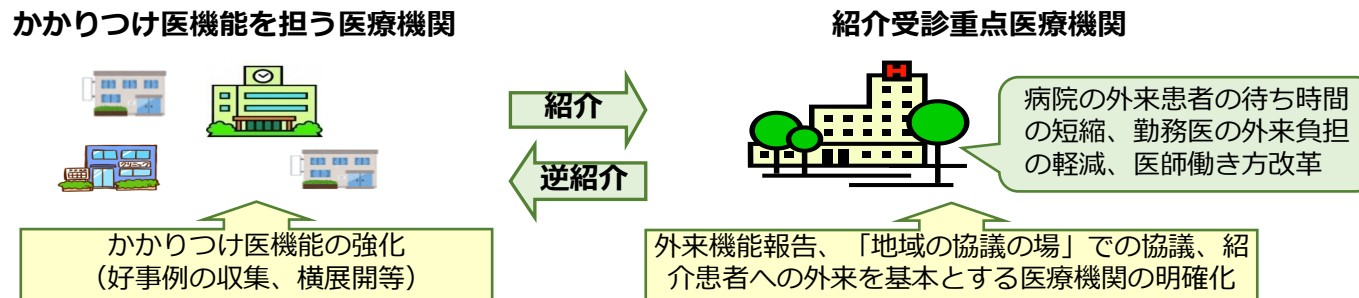 かかりつけ医機能を担う医療機関
紹介受診重点医療機関
紹介
逆紹介
病院の外来患者の待ち時間
の短縮、勤務医の外来負担
の軽減、医師働き方改革
かかりつけ医機能の強化
（好事例の収集、横展開等）
外来機能報告、「地域の協議の場」での協議、紹
介患者への外来を基本とする医療機関の明確化